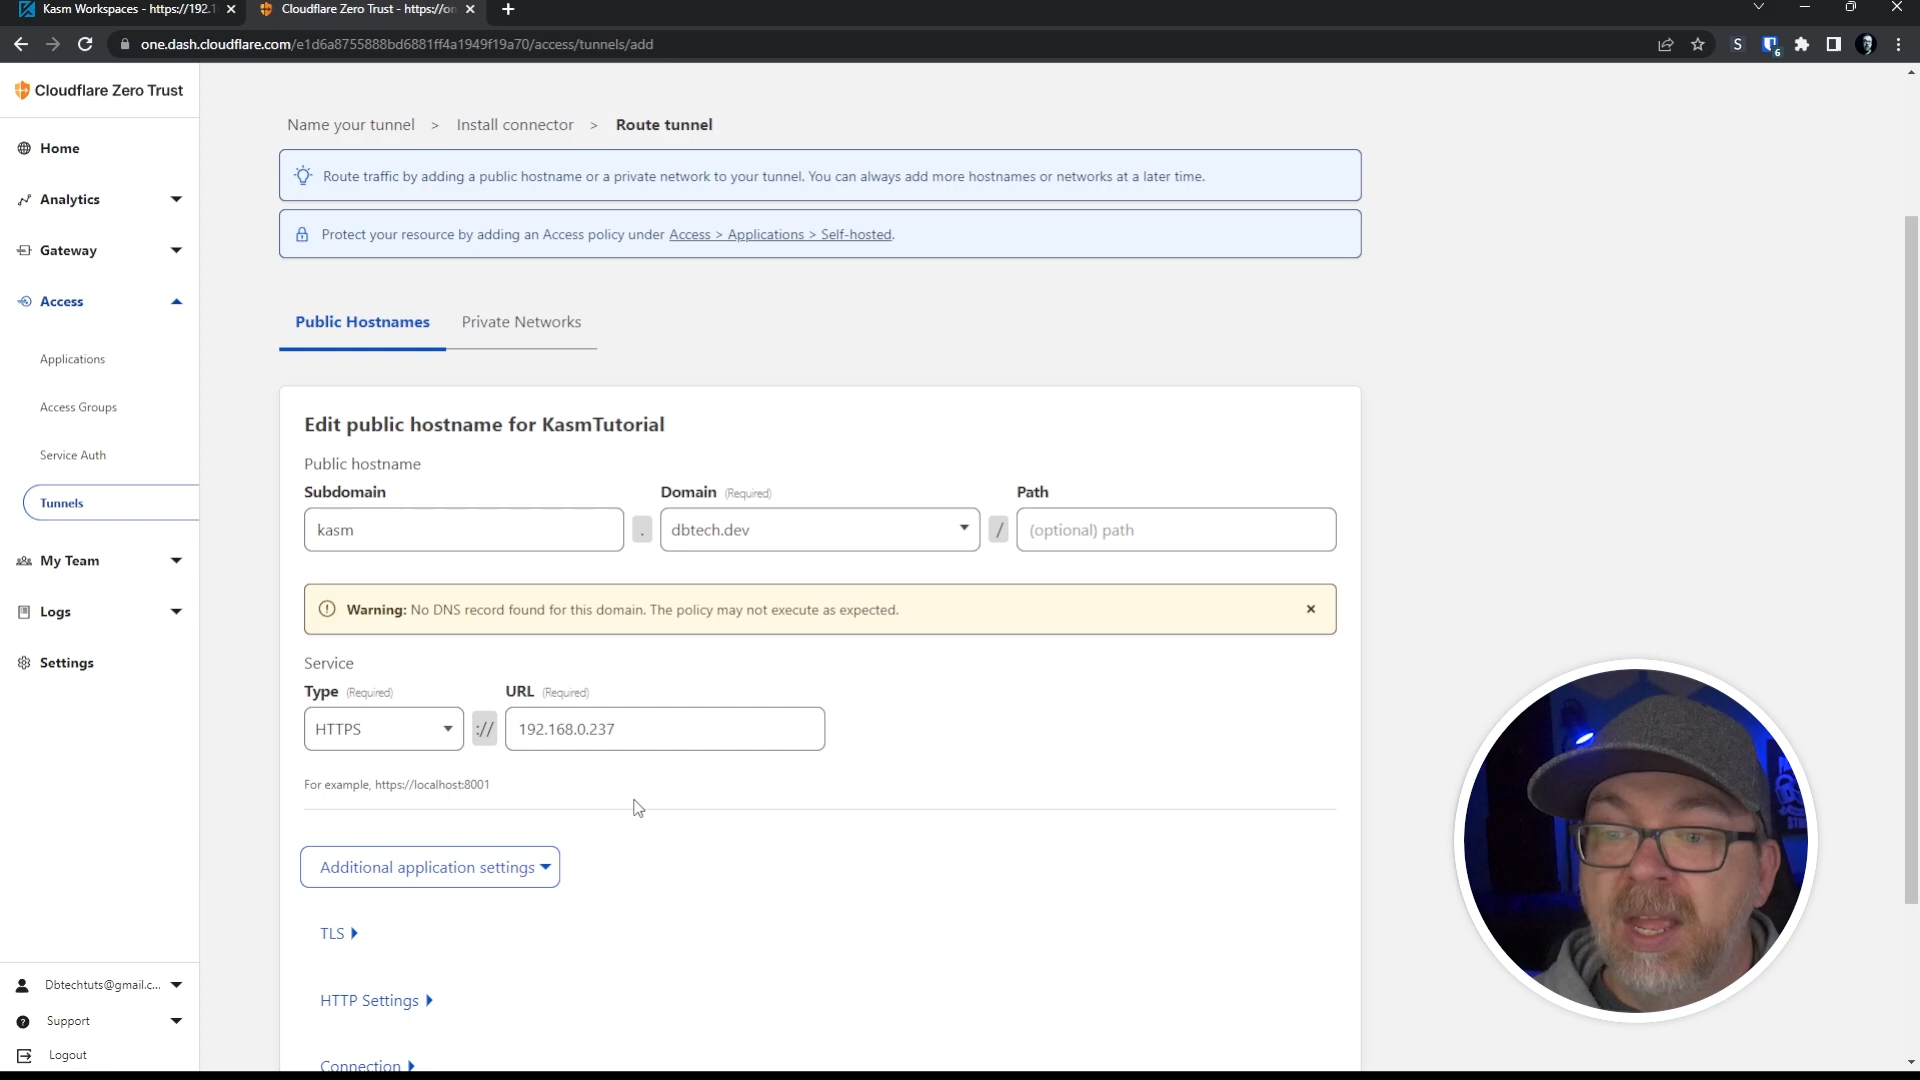 Kasm Workspaces - https://192.1
Cloudflare Zero Trust - https://on
one.dash.cloudflare.com/e1d6a8755888bd6881ff4a1949f19a70/access/tunnels/add
S
6
Cloudflare Zero Trust
Home
Analytics
Gateway
Access
Applications
Access Groups
Service Auth
Tunnels
My Team
Logs
Settings
Dbtechtuts@gmail.c...
Support
Logout
Name your tunnel > Install connector > Route tunnel
Route traffic by adding a public hostname or a private network to your tunnel. You can always add more hostnames or networks at a later time.
Protect your resource by adding an Access policy under Access > Applications > Self-hosted.
Public Hostnames Private Networks
Edit public hostname for KasmTutorial
Public hostname
Subdomain Domain (Required) Path
kasm . dbtech.dev / (optional) path
Warning: No DNS record found for this domain. The policy may not execute as expected.
Service
Type (Required) URL (Required)
HTTPS :// 192.168.0.237
For example, https://localhost:8001
Additional application settings
TLS
HTTP Settings
Connection